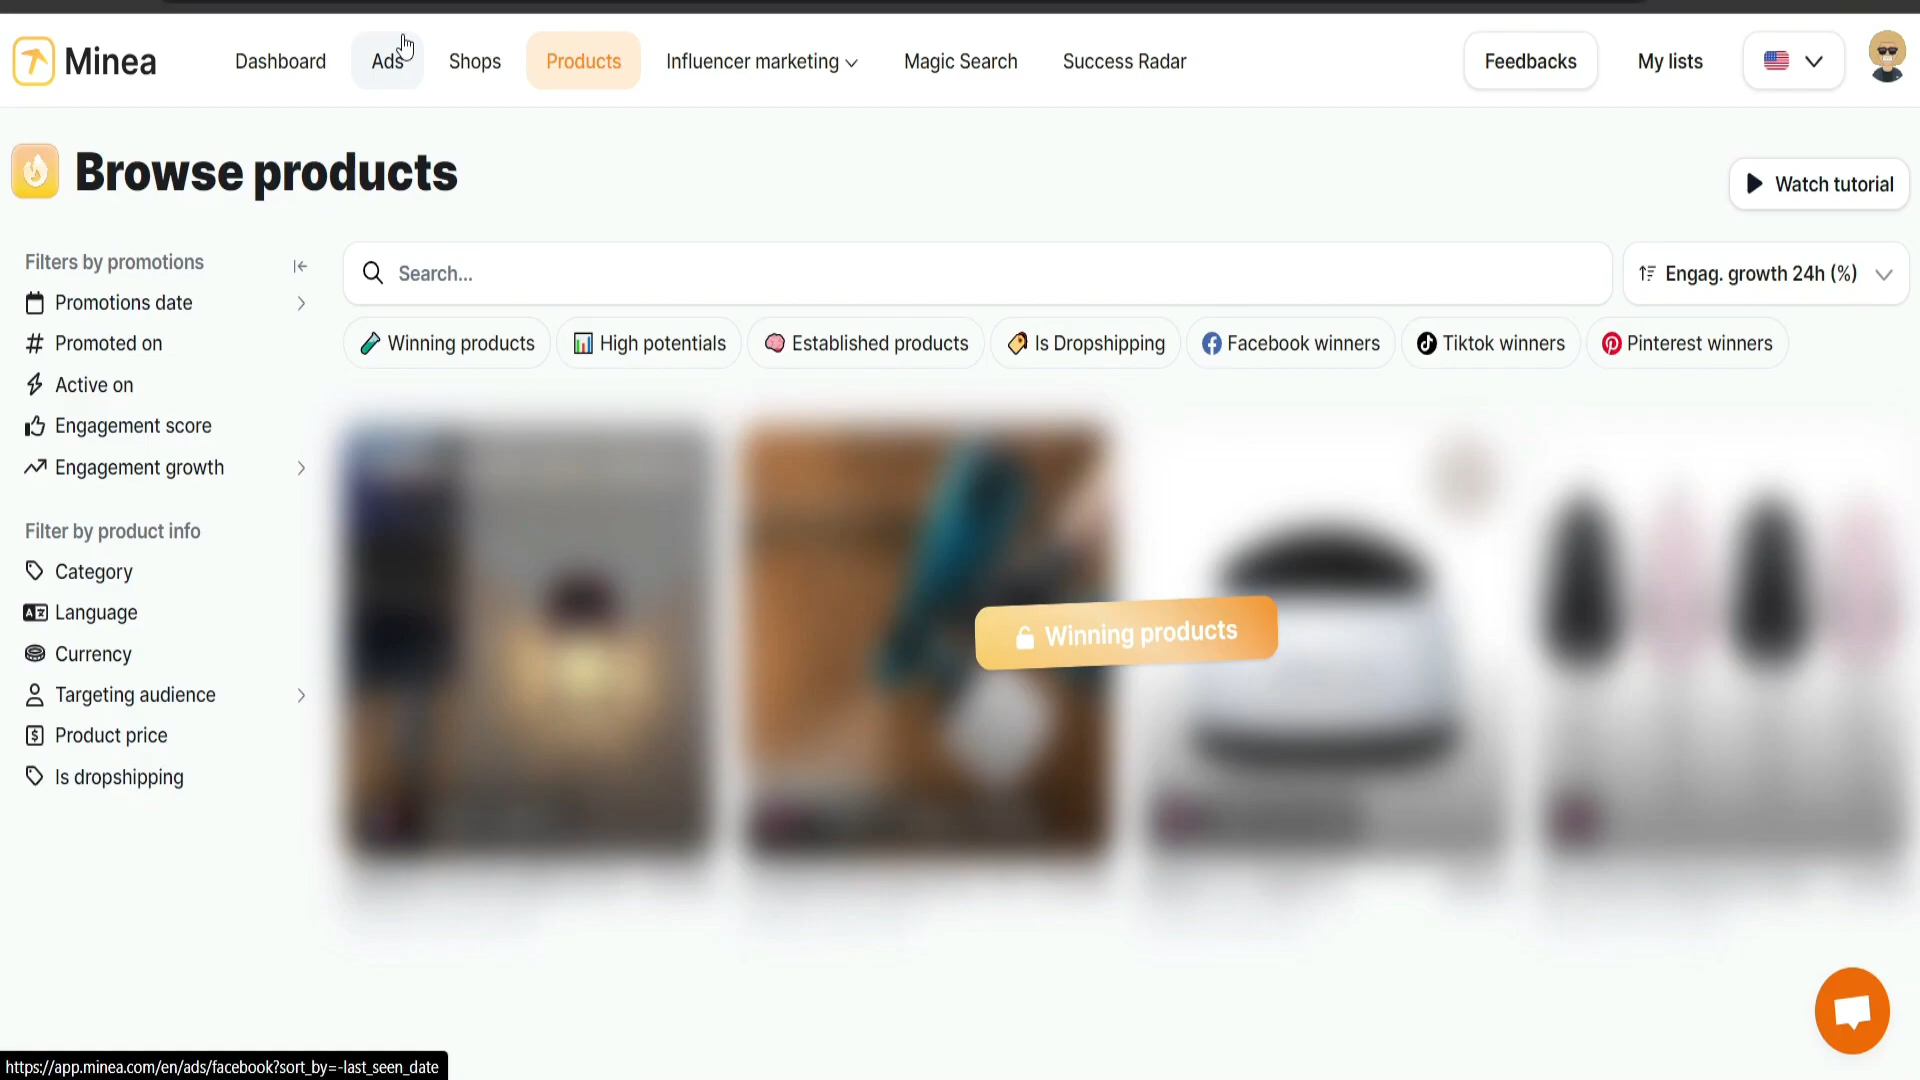 Minea
Dashboard
Ads
Shops
Products
Influencer marketing
Magic Search
Success Radar
Feedbacks
My lists
Browse products
Watch tutorial
Filters by promotions
Promotions date
Promoted on
Active on
Engagement score
Engagement growth
Filter by product info
Category
Language
Currency
Targeting audience
Product price
Is dropshipping
Search...
Engag. growth 24h (%)
Winning products
High potentials
Established products
Is Dropshipping
Facebook winners
Tiktok winners
Pinterest winners
Winning products
https://app.minea.com/en/ads/facebook?sort_by=-last_seen_date